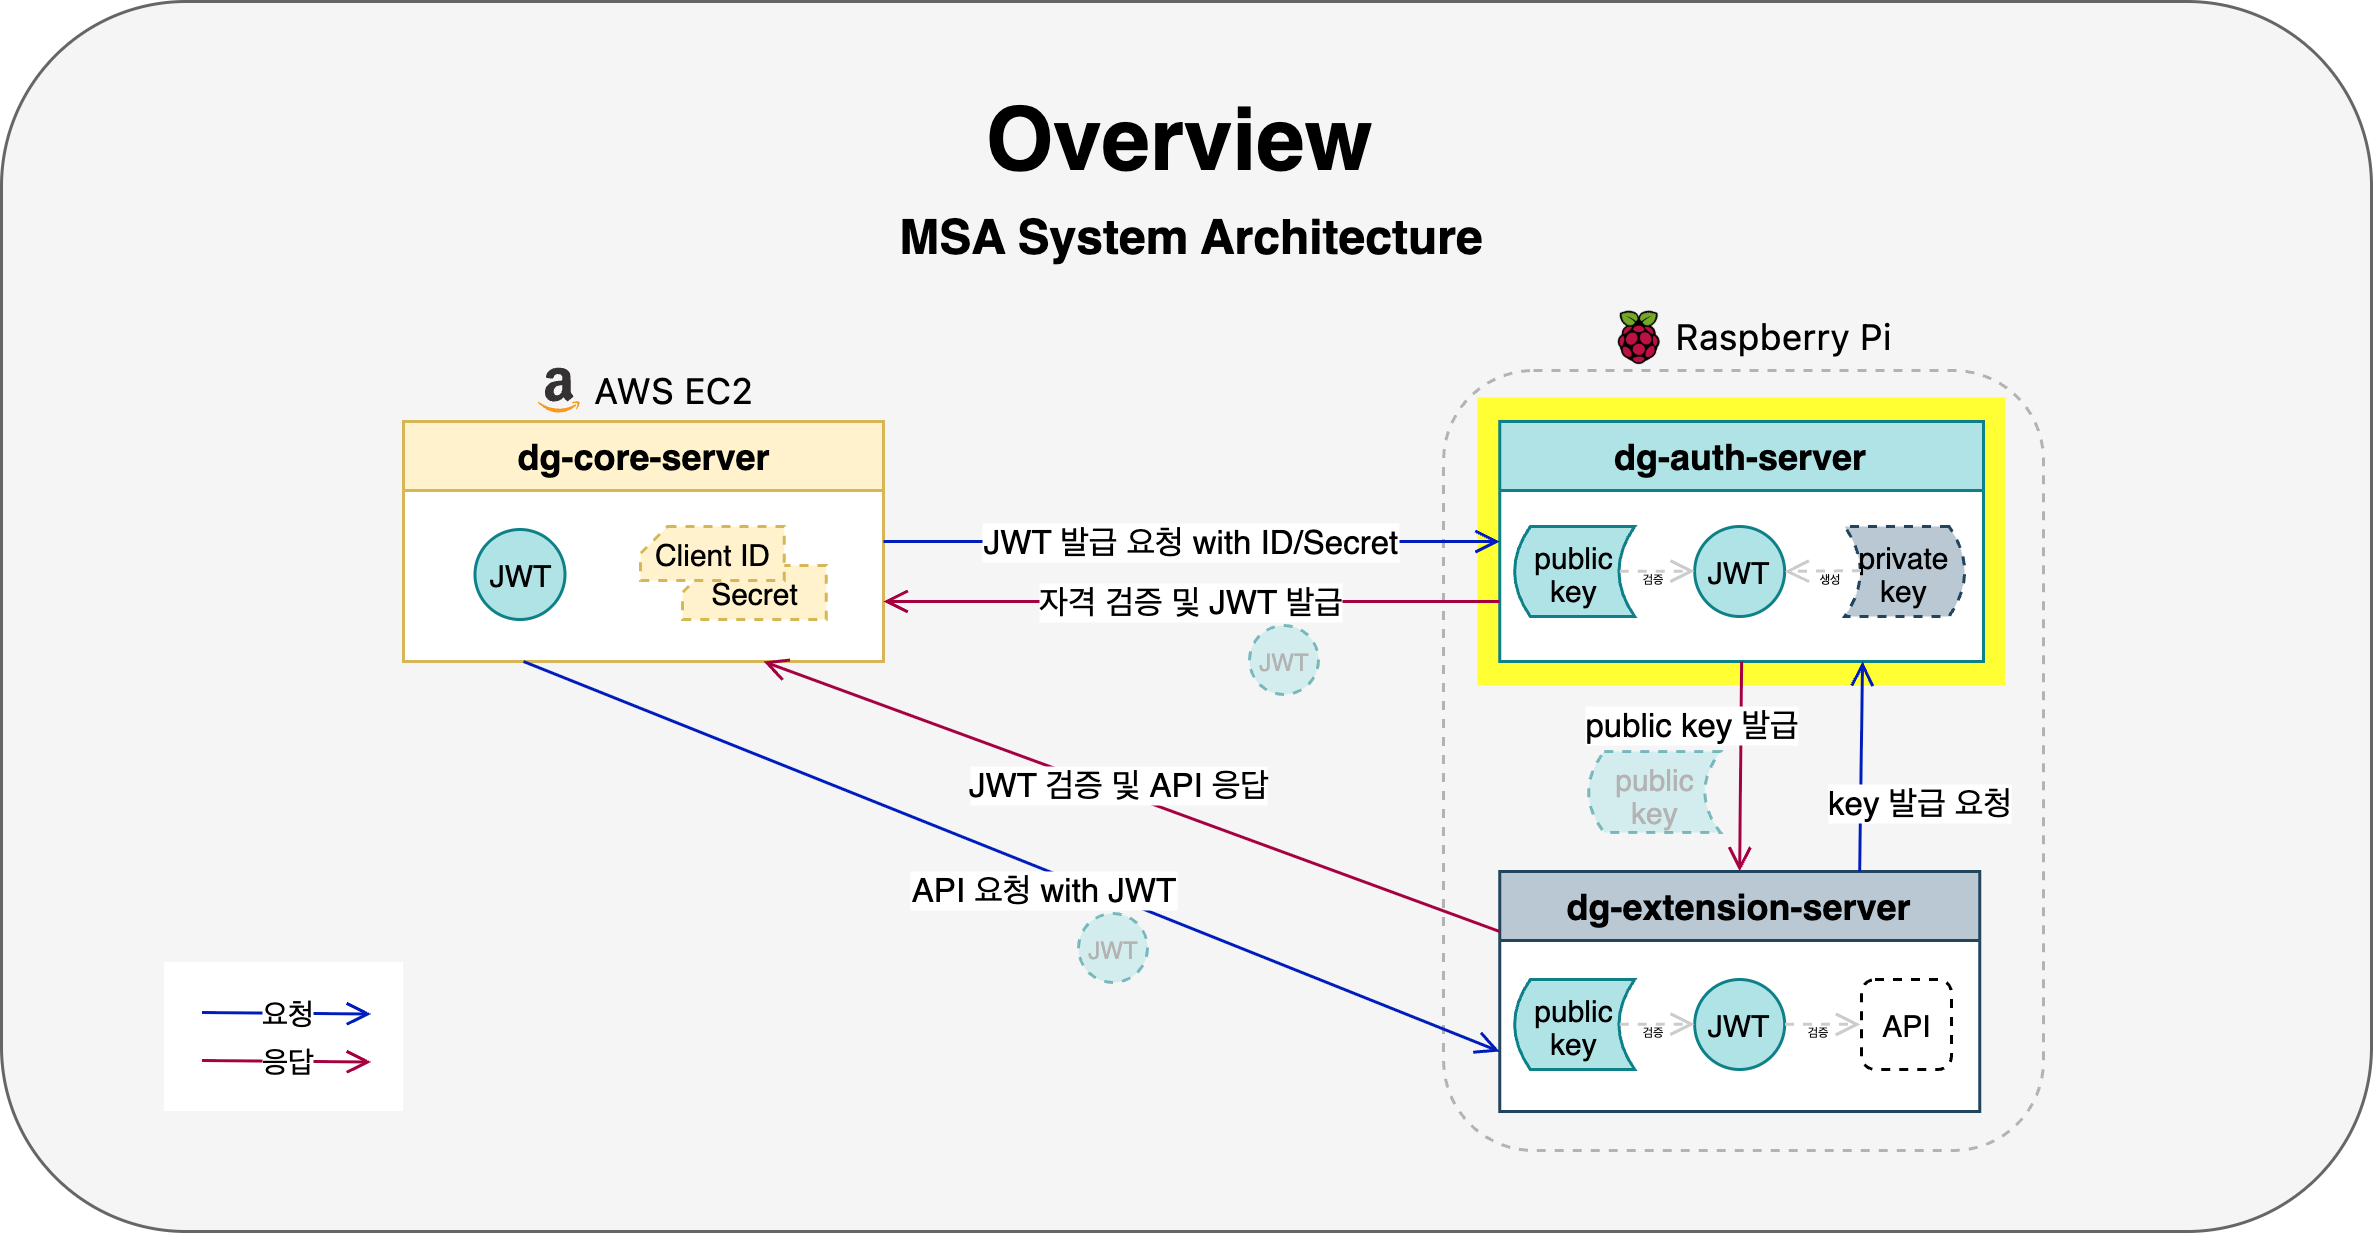 Overview
MSA System Architecture
Raspberry Pi
a AWS EC2
dg-core-server
dg-auth-server
JWT
Client ID
Secret
JWT 발급 요청 with ID/Secret
자격 검증 및 JWT 발급
JWT
public
key
검증
JWT
생성
private
key
public key 발급
public
key
key 발급 요청
JWT 검증 및 API 응답
API 요청 with JWT
JWT
dg-extension-server
public
key
검증
JWT
검증
API
요청
응답